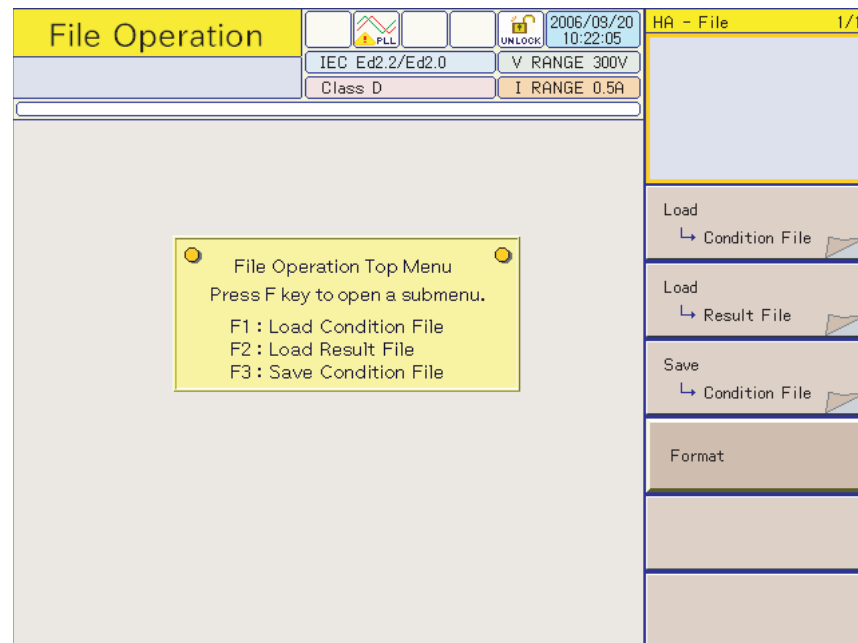 File Operation
PLL
UNLOCK
2006/09/20
10:22:05
IEC Ed2.2/Ed2.0
V RANGE 300V
Class D
I RANGE 0.5A
HA - File 1/1
File Operation Top Menu
Press F key to open a submenu.
F1 : Load Condition File
F2 : Load Result File
F3 : Save Condition File
Load
↳ Condition File
Load
↳ Result File
Save
↳ Condition File
Format